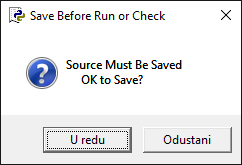 Save Before Run or Check
Source Must Be Saved
OK to Save?
U redu
Odustani